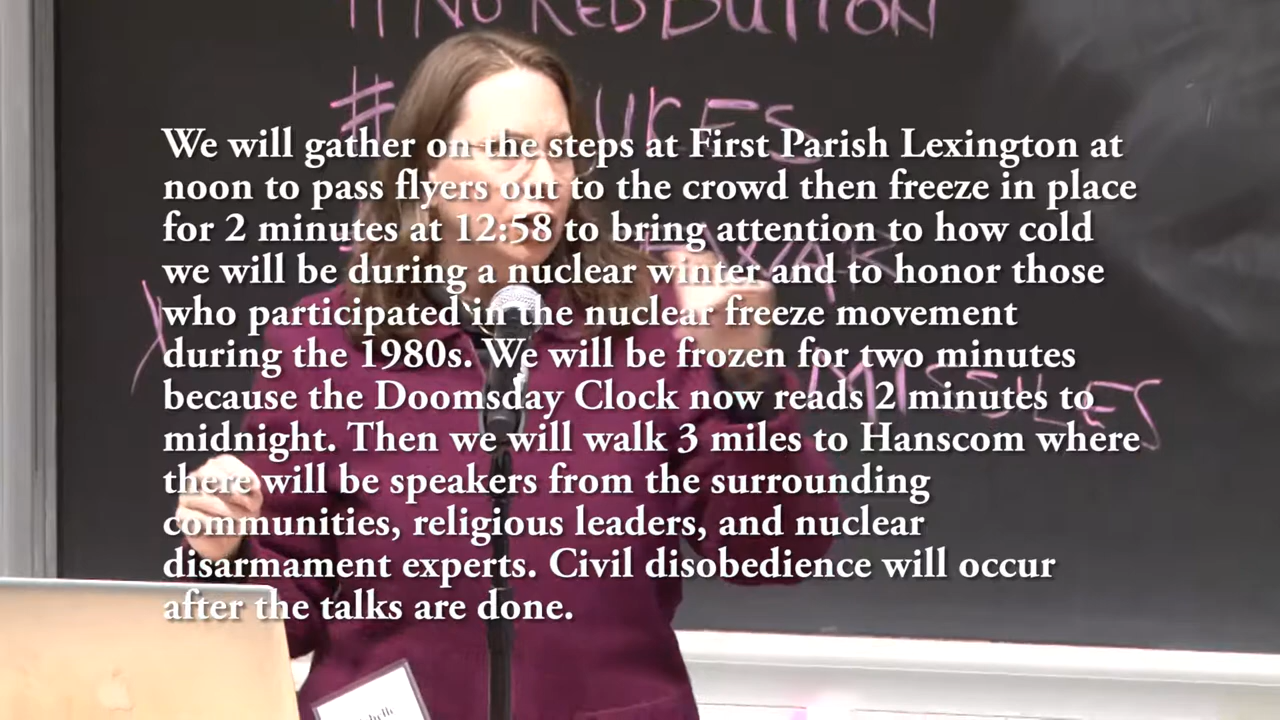 #NOREDBUTTON
We will gather on the steps at First Parish Lexington at
noon to pass flyers out to the crowd then freeze in place
for 2 minutes at 12:58 to bring attention to how cold
we will be during a nuclear winter and to honor those
who participated in the nuclear freeze movement
during the 1980s. We will be frozen for two minutes
because the Doomsday Clock now reads 2 minutes to
midnight. Then we will walk 3 miles to Hanscom where
there will be speakers from the surrounding
communities, religious leaders, and nuclear
disarmament experts. Civil disobedience will occur
after the talks are done.
MISSILES